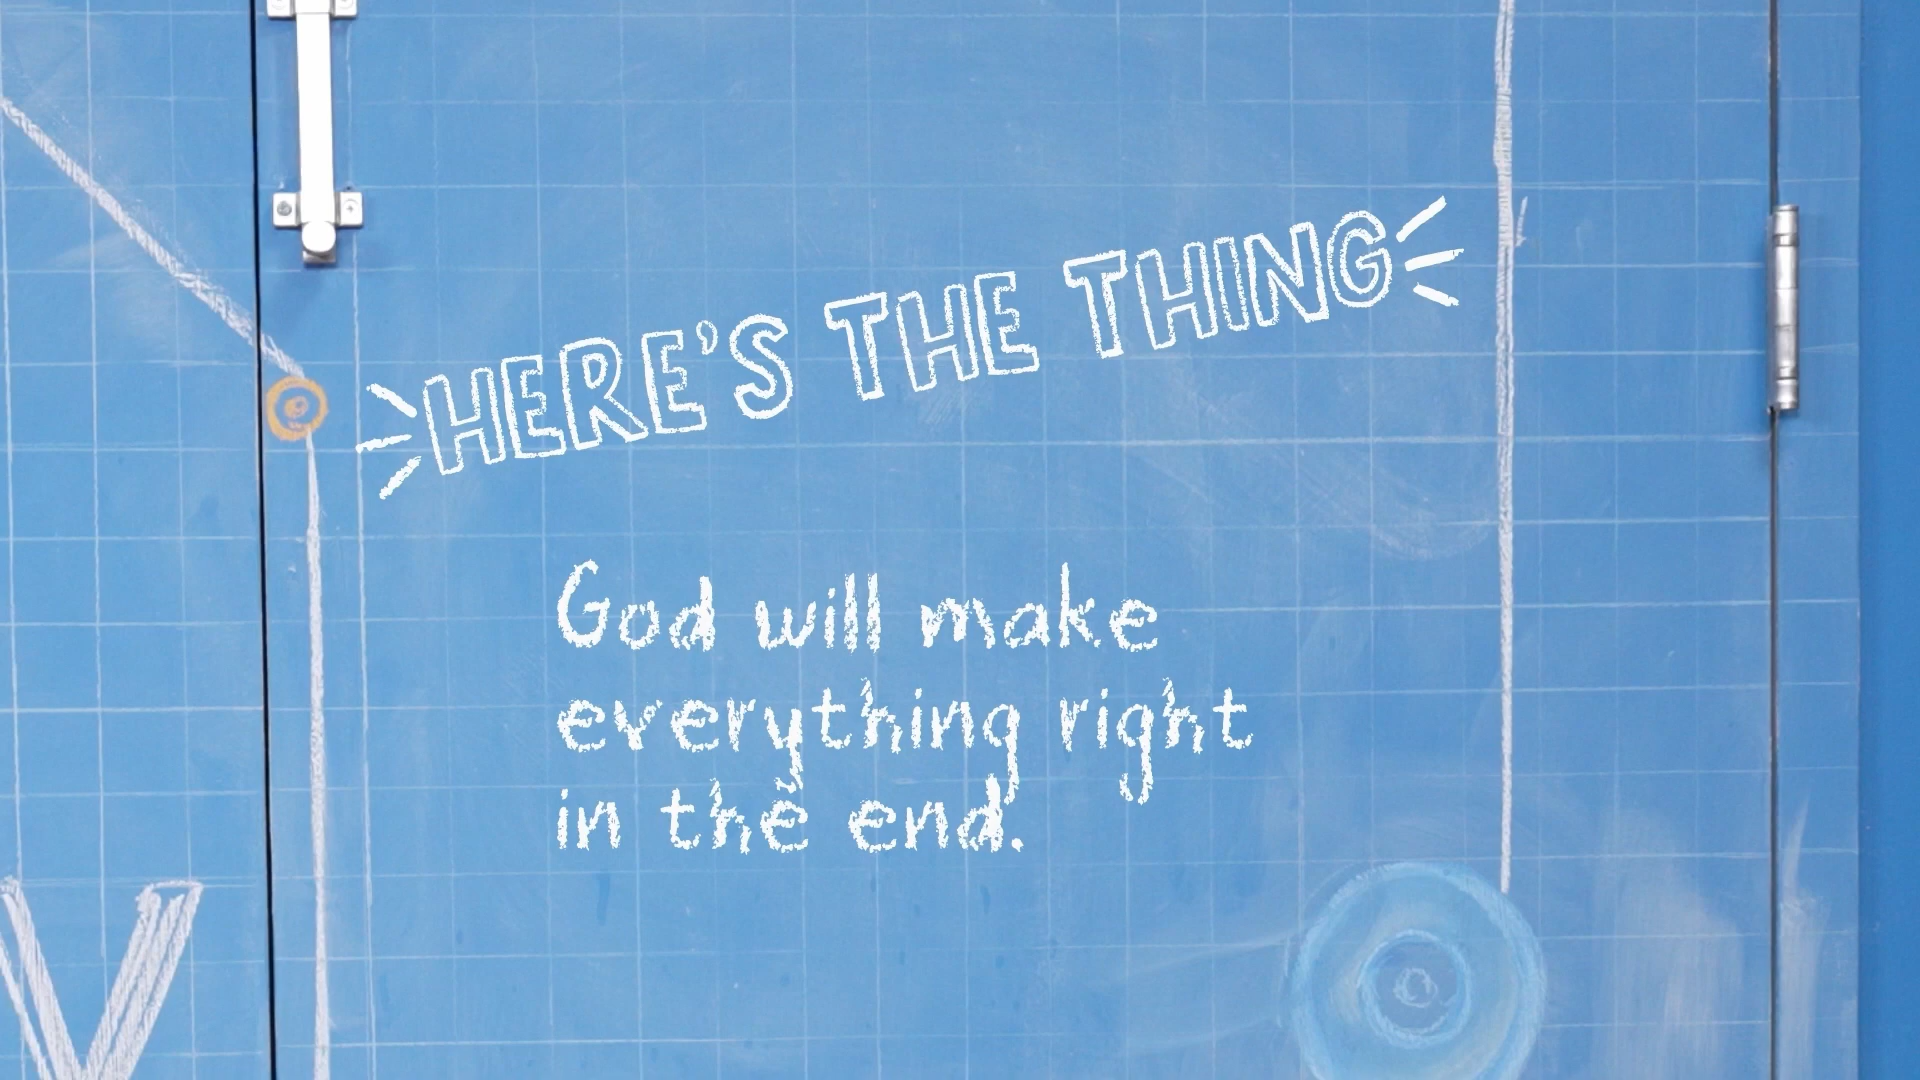 HERE'S THE THING
God will make
everything right
in the end.